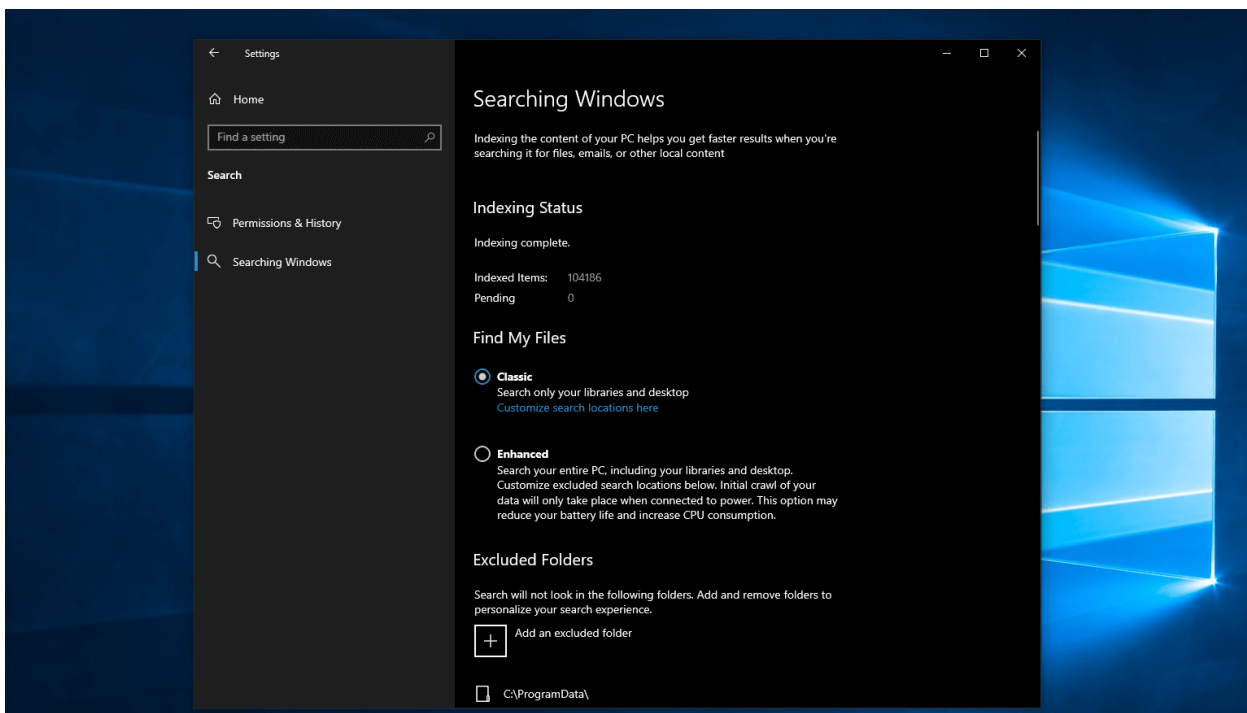 Settings
Home
Find a setting
Search
Permissions & History
Searching Windows
Searching Windows
Indexing the content of your PC helps you get faster results when you're
searching it for files, emails, or other local content
Indexing Status
Indexing complete.
Indexed Items: 104186
Pending 0
Find My Files
Classic
Search only your libraries and desktop
Customize search locations here
Enhanced
Search your entire PC, including your libraries and desktop.
Customize excluded search locations below. Initial crawl of your
data will only take place when connected to power. This option may
reduce your battery life and increase CPU consumption.
Excluded Folders
Search will not look in the following folders. Add and remove folders to
personalize your search experience.
Add an excluded folder
C:\ProgramData\